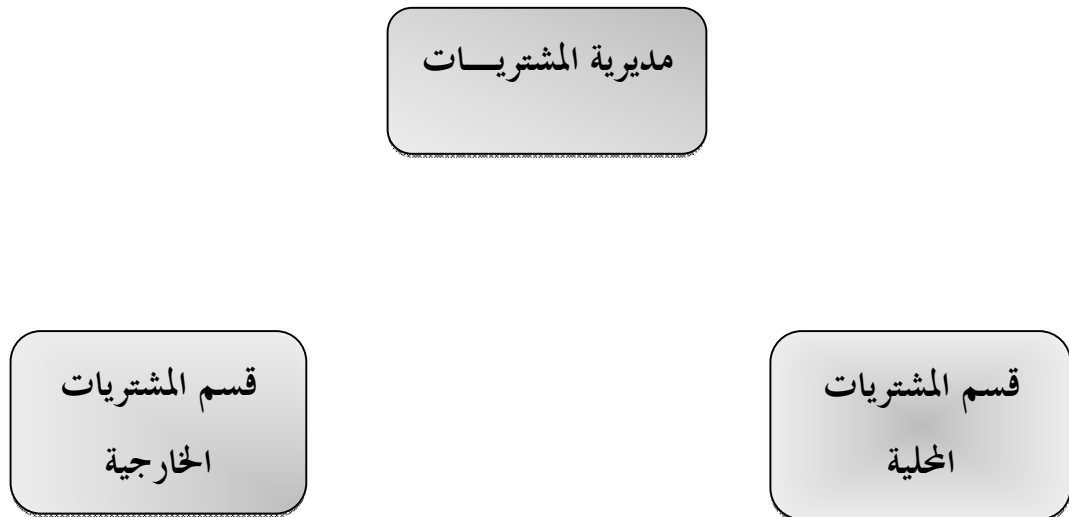 مديرية المشتريـــات
قسم المشتريات
المحلية
قسم المشتريات
الخارجية